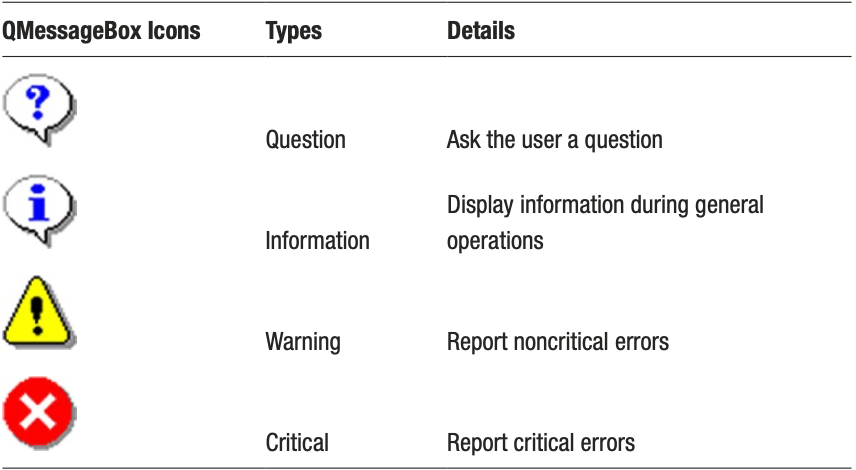 QMessageBox Icons Types Details
? Question Ask the user a question
i Information Display information during general
operations
! Warning Report noncritical errors
Critical Report critical errors